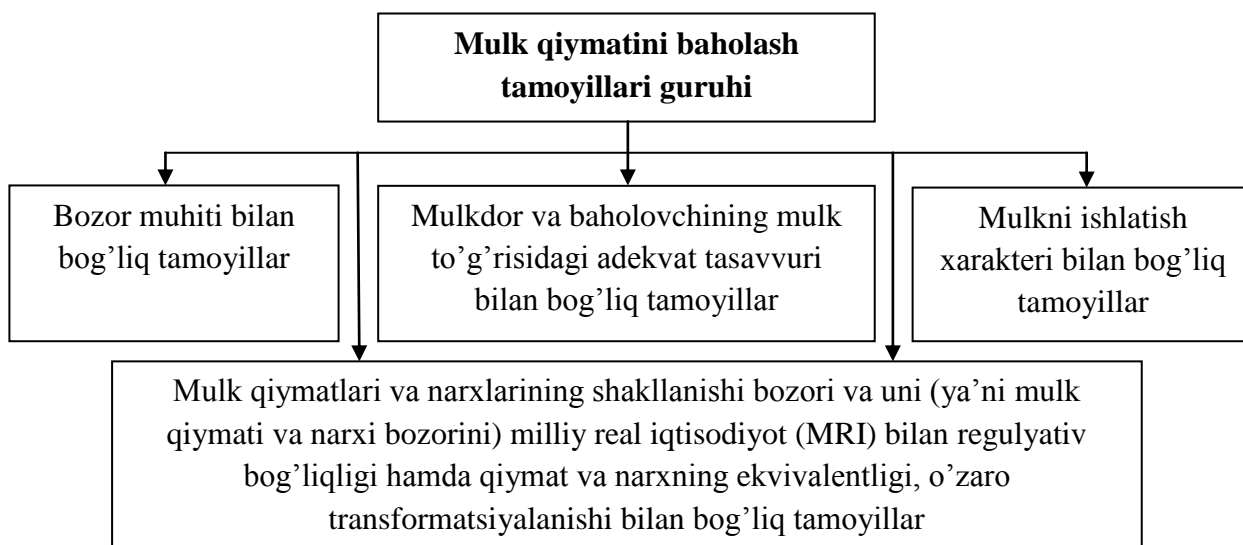 Mulk qiymatini baholash
tamoyillari guruhi
Bozor muhiti bilan
bog’liq tamoyillar
Mulkdor va baholovchining mulk
to’g’risidagi adekvat tasavvuri
bilan bog’liq tamoyillar
Mulkni ishlatish
xarakteri bilan bog’liq
tamoyillar
Mulk qiymatlari va narxlarining shakllanishi bozori va uni (ya’ni mulk
qiymati va narxi bozorini) milliy real iqtisodiyot (MRI) bilan regulyativ
bog’liqligi hamda qiymat va narxning ekvivalentligi, o’zaro
transformatsiyalanishi bilan bog’liq tamoyillar